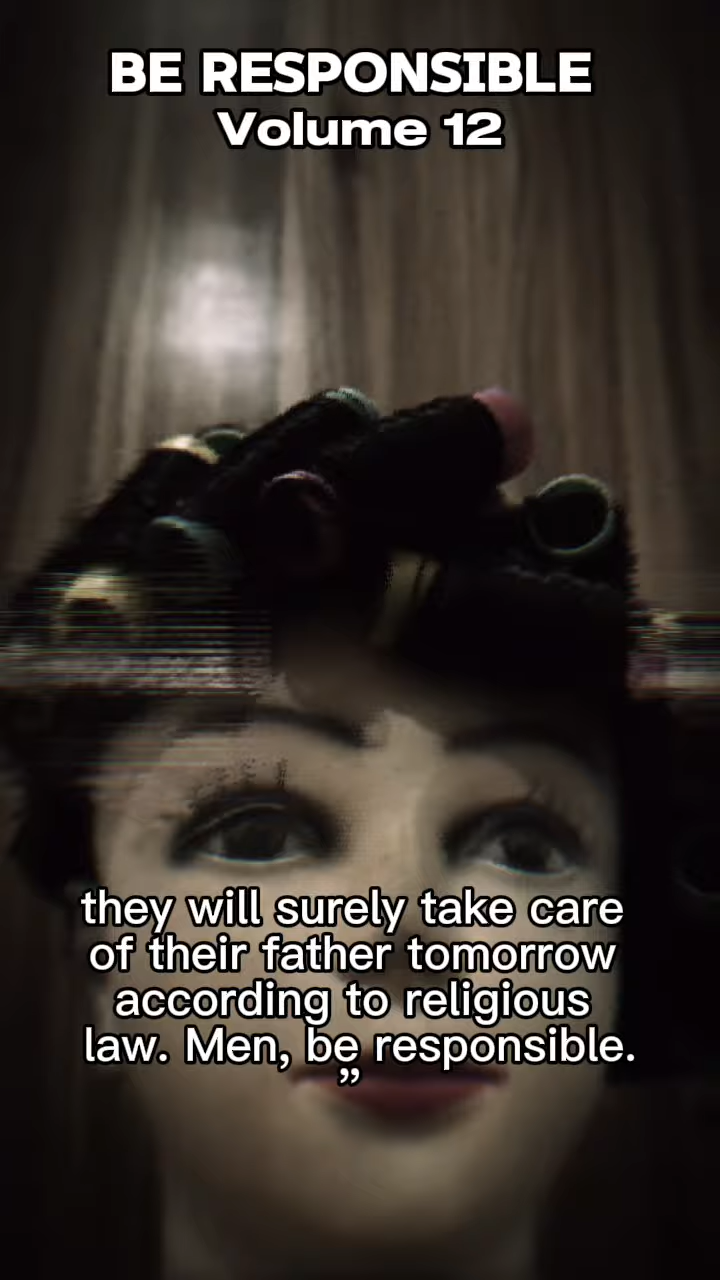 BE RESPONSIBLE
Volume 12
they will surely take care
of their father tomorrow
according to religious
law. Men, be responsible.
”